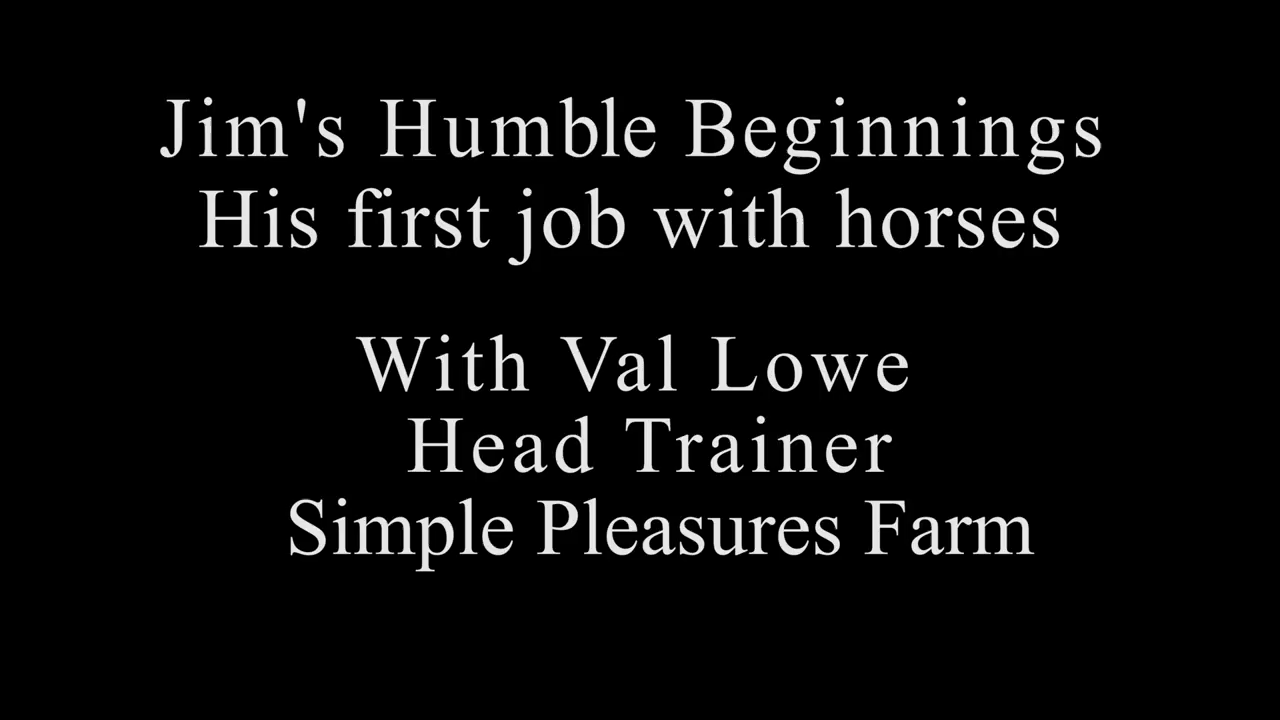 Jim's Humble Beginnings
His first job with horses
With Val Lowe
Head Trainer
Simple Pleasures Farm